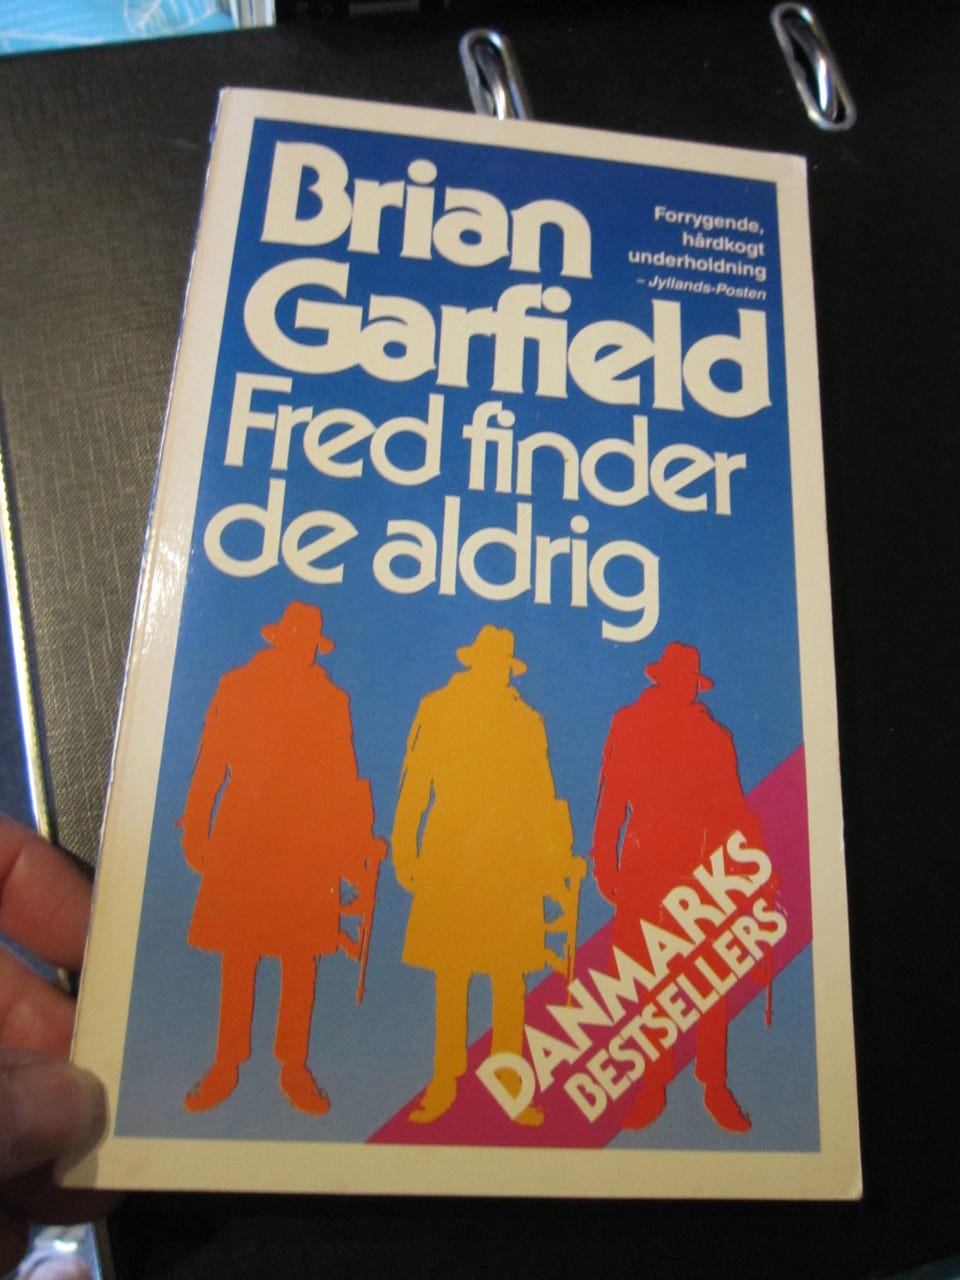 Brian
Garfield
Fred finder
de aldrig
Forrygende,
hårdkogt
underholdning
– Jyllands-Posten
DANMARKS
BESTSELLERS